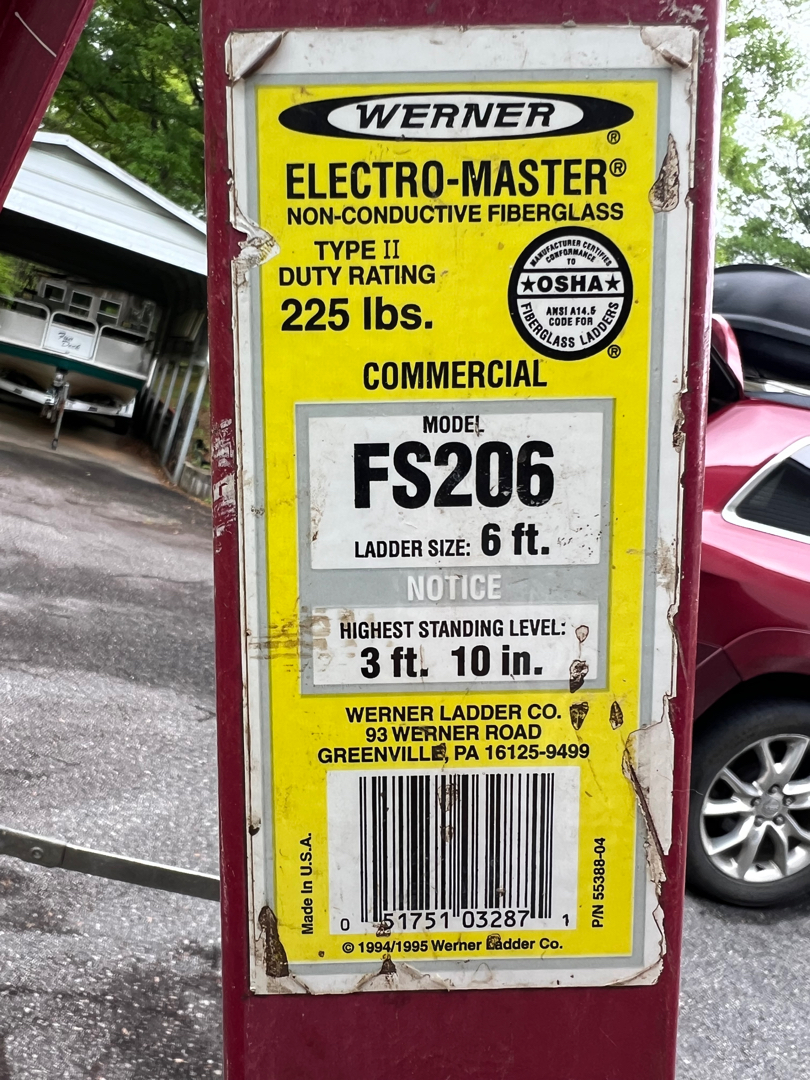 WERNER®
ELECTRO-MASTER®
NON-CONDUCTIVE FIBERGLASS
TYPE II
DUTY RATING
225 lbs.
MANUFACTURER CERTIFIES
CONFORMANCE
TO
★OSHA★
ANSI A14.5
CODE FOR
FIBERGLASS LADDERS
®
COMMERCIAL
MODEL
FS206
LADDER SIZE: 6 ft.
NOTICE
HIGHEST STANDING LEVEL:
3 ft. 10 in.
WERNER LADDER CO.
93 WERNER ROAD
GREENVILLE, PA 16125-9499
Made In U.S.A.
P/N 55388-04
0 51751 03287 1
© 1994/1995 Werner Ladder Co.